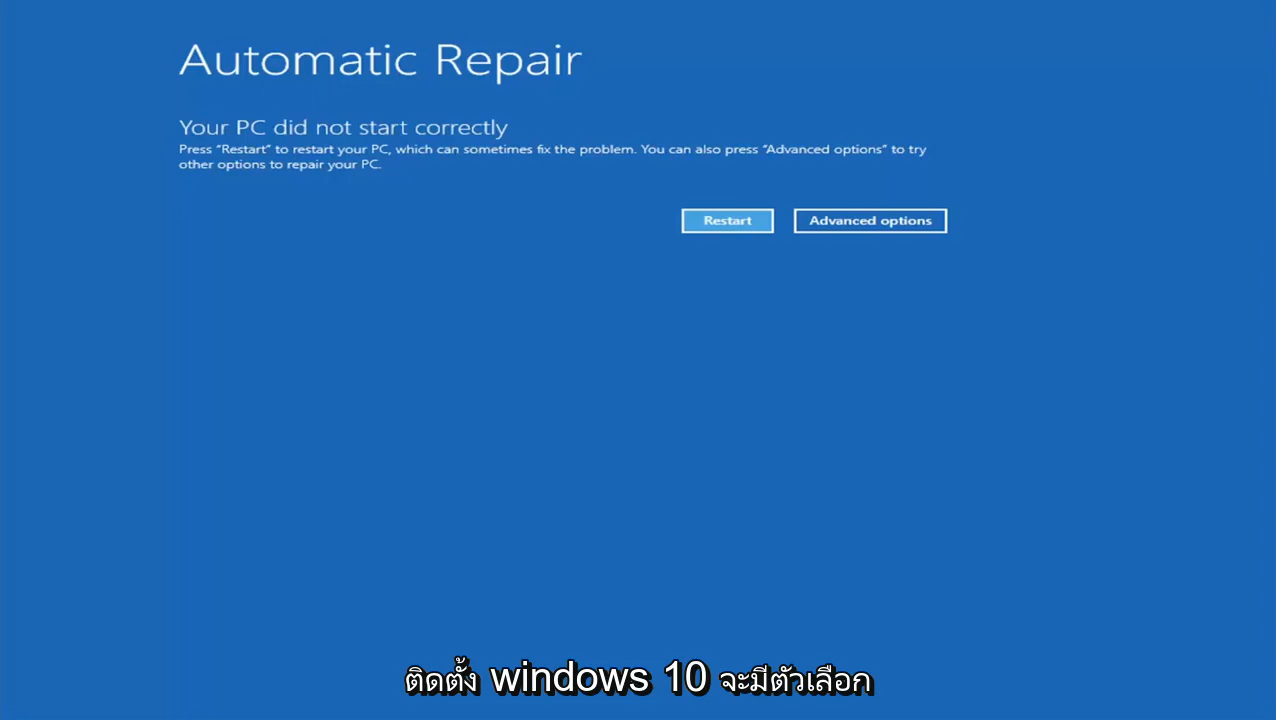 Automatic Repair
Your PC did not start correctly
Press “Restart” to restart your PC, which can sometimes fix the problem. You can also press “Advanced options” to try
other options to repair your PC.
Restart
Advanced options
ติดตั้ง windows 10 จะมีตัวเลือก